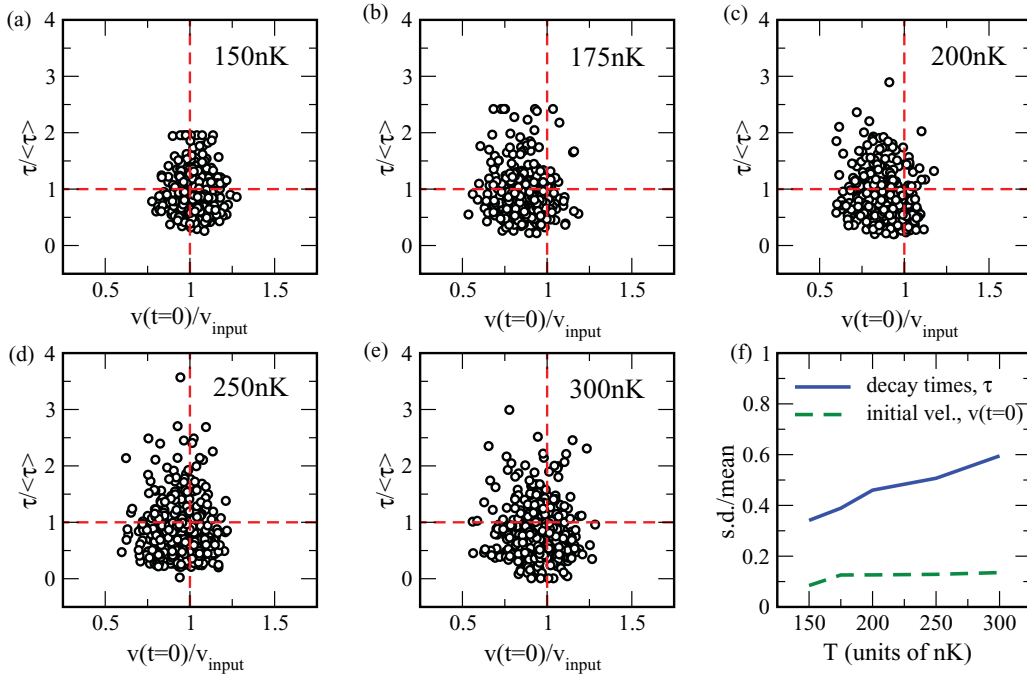 (a)
150nK
4
3
2
1
0
τ/<τ>
0.5
1
1.5
v(t=0)/v_input
(b)
175nK
4
3
2
1
0
τ/<τ>
0.5
1
1.5
v(t=0)/v_input
(c)
200nK
4
3
2
1
0
τ/<τ>
0.5
1
1.5
v(t=0)/v_input
(d)
250nK
4
3
2
1
0
τ/<τ>
0.5
1
1.5
v(t=0)/v_input
(e)
300nK
4
3
2
1
0
τ/<τ>
0.5
1
1.5
v(t=0)/v_input
(f)
decay times, τ
initial vel., v(t=0)
1
0.8
0.6
0.4
0.2
0
s.d./mean
150
200
250
300
T (units of nK)